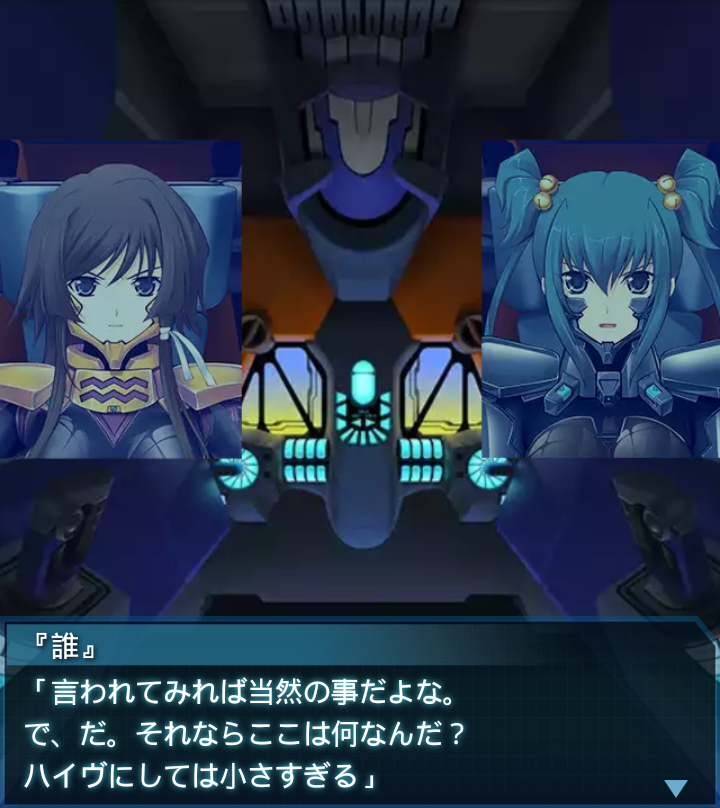 『誰』
「言われてみれば当然の事だよな。
で、だ。それならここは何なんだ？
ハイヴにしては小さすぎる」